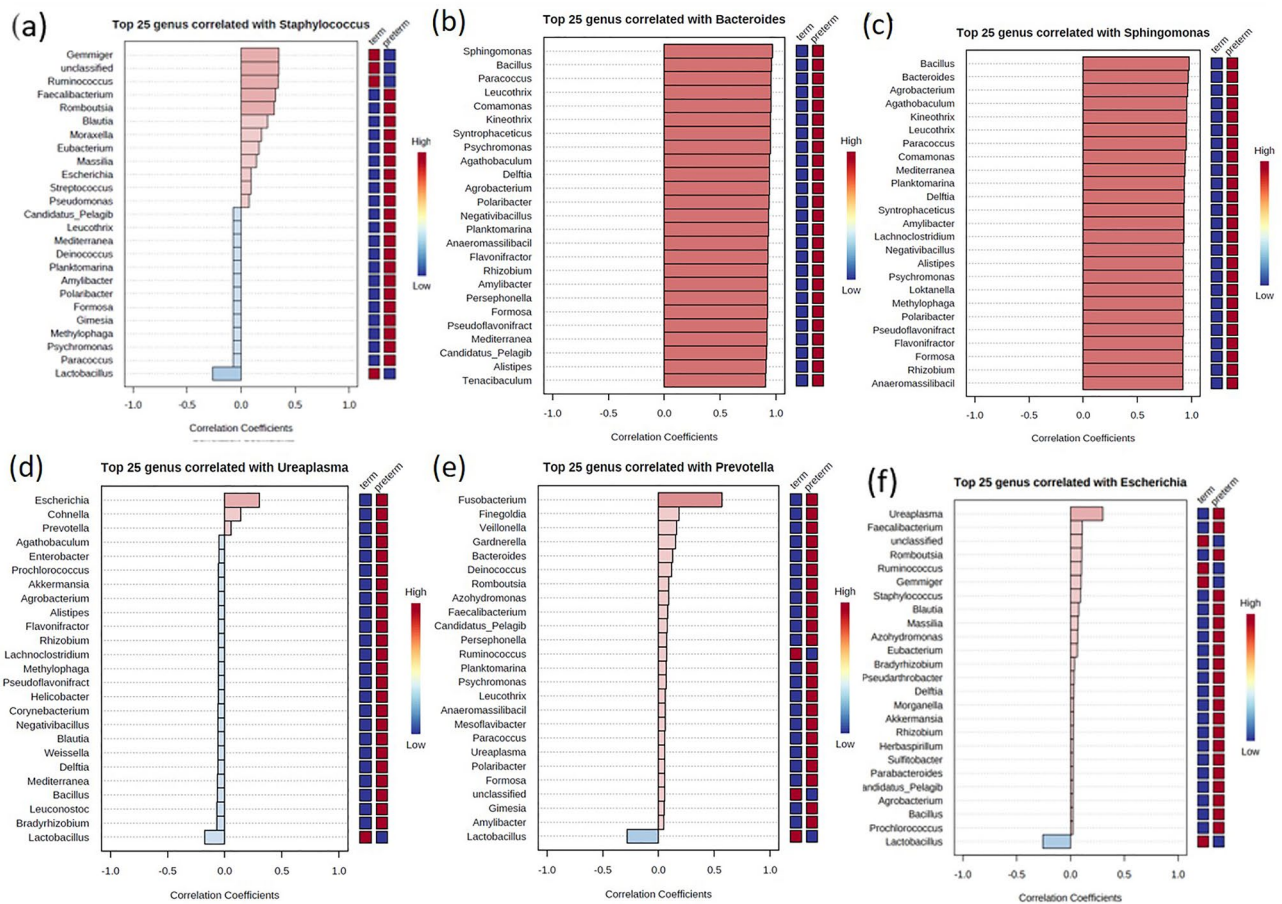 (a)
Top 25 genus correlated with Staphylococcus
term
preterm
Gemmiger
unclassified
Ruminococcus
Faecalibacterium
Romboutsia
Blautia
Moraxella
Eubacterium
Massilia
Escherichia
Streptococcus
Pseudomonas
Candidatus_Pelagib
Leucothrix
Mediterranea
Deinococcus
Planktomarina
Amylibacter
Polaribacter
Formosa
Gimesia
Methylophaga
Psychromonas
Paracoccus
Lactobacillus
High
Low
-1.0 -0.5 0.0 0.5 1.0
Correlation Coefficients
(b)
Top 25 genus correlated with Bacteroides
term
preterm
Sphingomonas
Bacillus
Paracoccus
Leucothrix
Comamonas
Kineothrix
Syntrophaceticus
Psychromonas
Agathobaculum
Delftia
Agrobacterium
Polaribacter
Negativibacillus
Planktomarina
Anaeromassilibacil
Flavonifractor
Rhizobium
Amylibacter
Persephonella
Formosa
Pseudoflavonifract
Mediterranea
Candidatus_Pelagib
Alistipes
Tenacibaculum
High
Low
-1.0 -0.5 0.0 0.5 1.0
Correlation Coefficients
(c)
Top 25 genus correlated with Sphingomonas
term
preterm
Bacillus
Bacteroides
Agrobacterium
Agathobaculum
Kineothrix
Leucothrix
Paracoccus
Comamonas
Mediterranea
Planktomarina
Delftia
Syntrophaceticus
Amylibacter
Lachnoclostridium
Negativibacillus
Alistipes
Psychromonas
Loktanella
Methylophaga
Polaribacter
Pseudoflavonifract
Flavonifractor
Formosa
Rhizobium
Anaeromassilibacil
High
Low
-1.0 -0.5 0.0 0.5 1.0
Correlation Coefficients
(d)
Top 25 genus correlated with Ureaplasma
term
preterm
Escherichia
Cohnella
Prevotella
Agathobaculum
Enterobacter
Prochlorococcus
Akkermansia
Agrobacterium
Alistipes
Flavonifractor
Rhizobium
Lachnoclostridium
Methylophaga
Pseudoflavonifract
Helicobacter
Corynebacterium
Negativibacillus
Blautia
Weissella
Delftia
Mediterranea
Bacillus
Leuconostoc
Bradyrhizobium
Lactobacillus
High
Low
-1.0 -0.5 0.0 0.5 1.0
Correlation Coefficients
(e)
Top 25 genus correlated with Prevotella
term
preterm
Fusobacterium
Finegoldia
Veillonella
Gardnerella
Bacteroides
Deinococcus
Romboutsia
Azohydromonas
Faecalibacterium
Candidatus_Pelagib
Persephonella
Ruminococcus
Planktomarina
Psychromonas
Leucothrix
Anaeromassilibacil
Mesoflavibacter
Paracoccus
Ureaplasma
Polaribacter
Formosa
unclassified
Gimesia
Amylibacter
Lactobacillus
High
Low
-1.0 -0.5 0.0 0.5 1.0
Correlation Coefficients
(f)
Top 25 genus correlated with Escherichia
term
preterm
Ureaplasma
Faecalibacterium
unclassified
Romboutsia
Ruminococcus
Gemmiger
Staphylococcus
Blautia
Massilia
Azohydromonas
Eubacterium
Bradyrhizobium
Pseudarthrobacter
Delftia
Morganella
Akkermansia
Rhizobium
Herbaspirillum
Sulfitobacter
Parabacteroides
andidatus_Pelagib
Agrobacterium
Bacillus
Prochlorococcus
Lactobacillus
High
Low
-1.0 -0.5 0.0 0.5 1.0
Correlation Coefficients